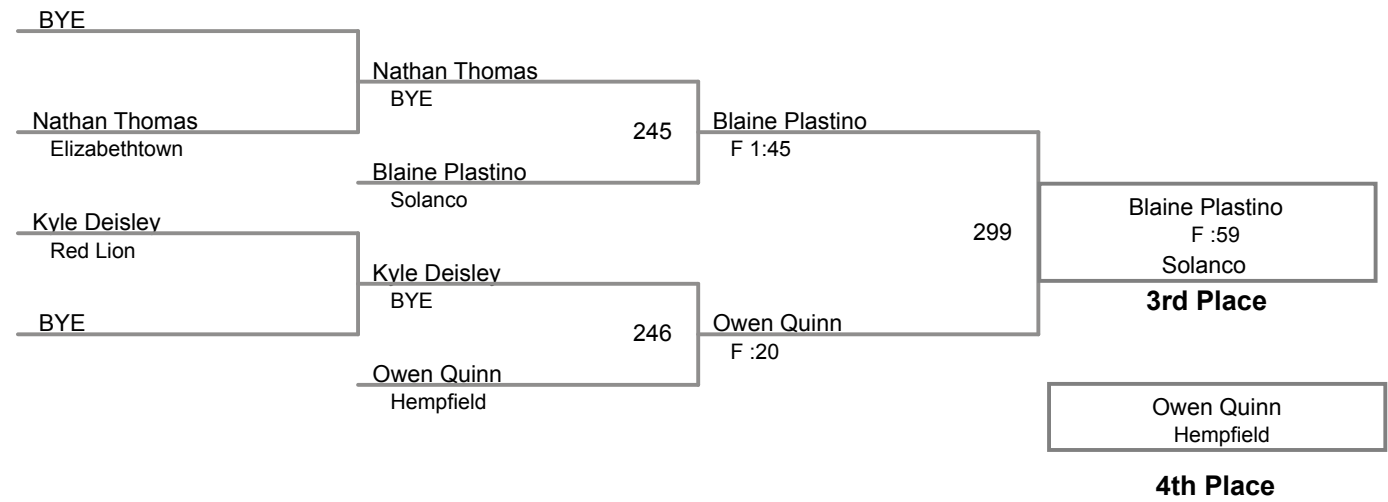 BYE
Nathan Thomas
BYE
Nathan Thomas
Elizabethtown
245
Blaine Plastino
F 1:45
Blaine Plastino
Solanco
Kyle Deisley
Red Lion
299
Blaine Plastino
F :59
Solanco
3rd Place
Kyle Deisley
BYE
BYE
246
Owen Quinn
F :20
Owen Quinn
Hempfield
Owen Quinn
Hempfield
4th Place